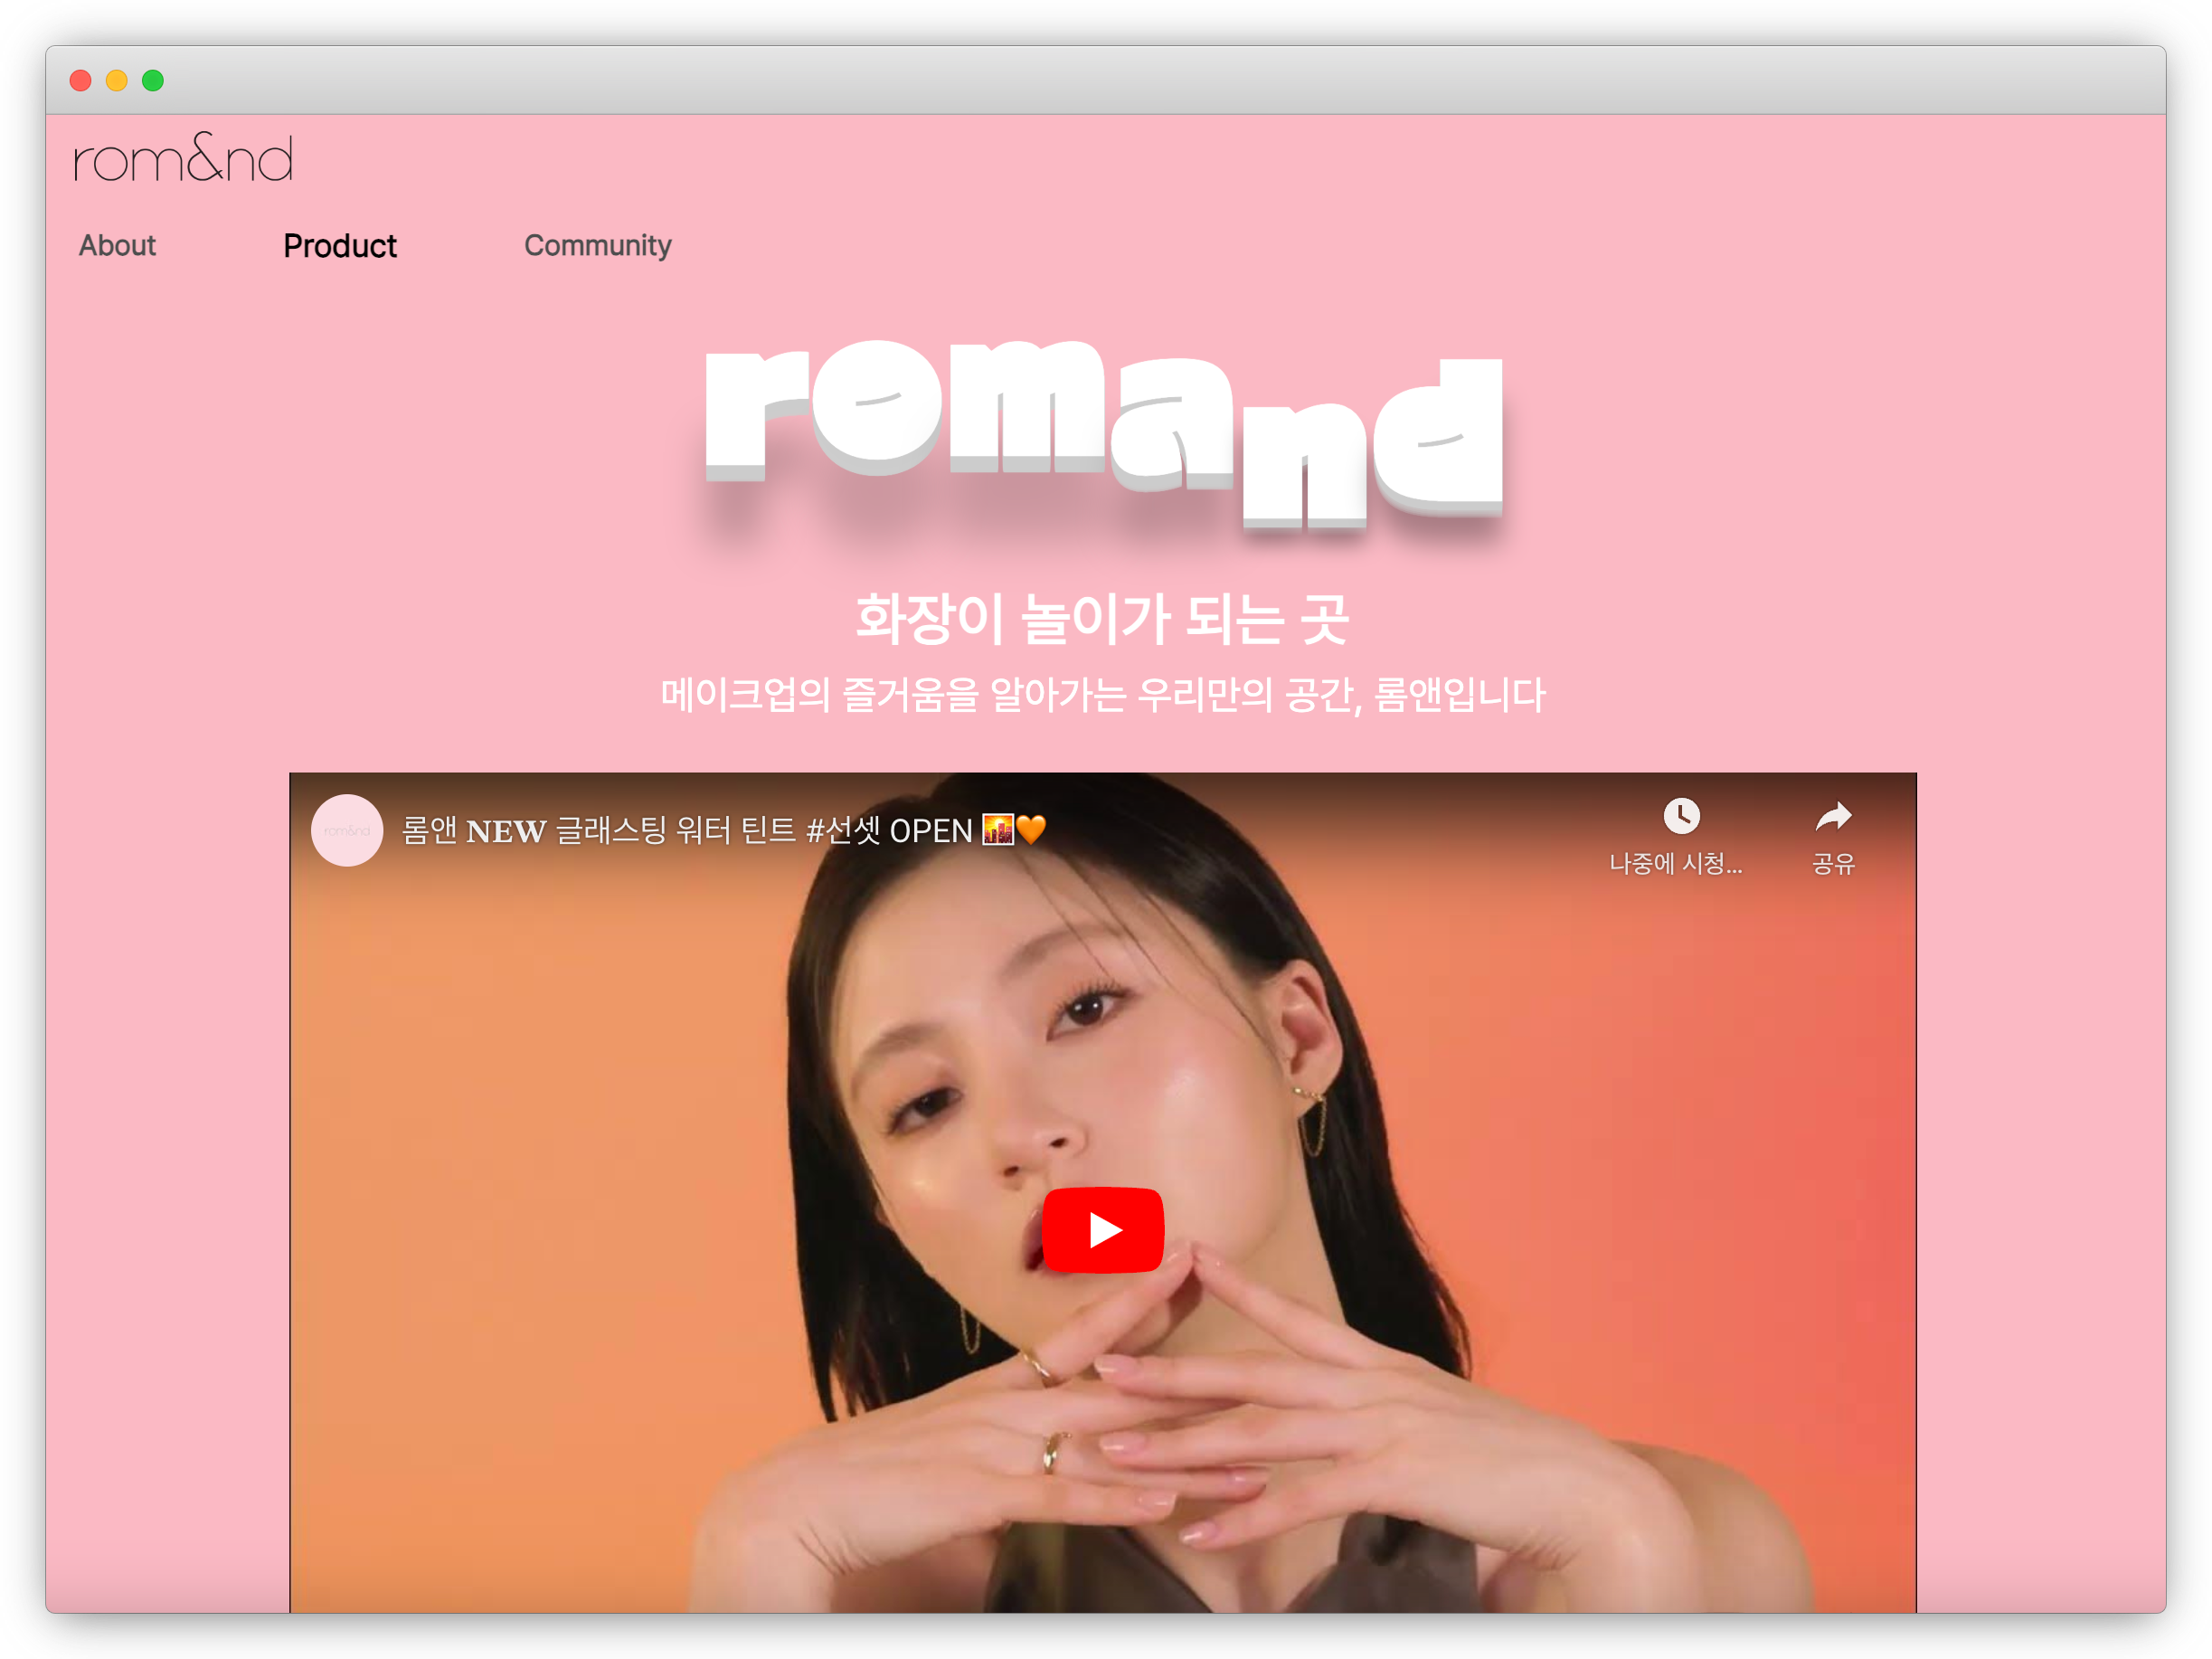 rom&nd
About Product Community
romand
화장이 놀이가 되는 곳
메이크업의 즐거움을 알아가는 우리만의 공간, 롬앤입니다
rom&nd
롬앤 NEW 글래스팅 워터 틴트 #선셋 OPEN 🌇🧡
나중에 시청...
공유